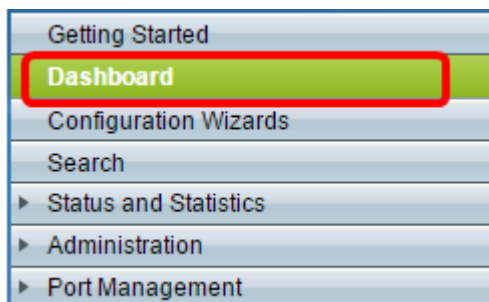 Getting Started
Dashboard
Configuration Wizards
Search
Status and Statistics
Administration
Port Management